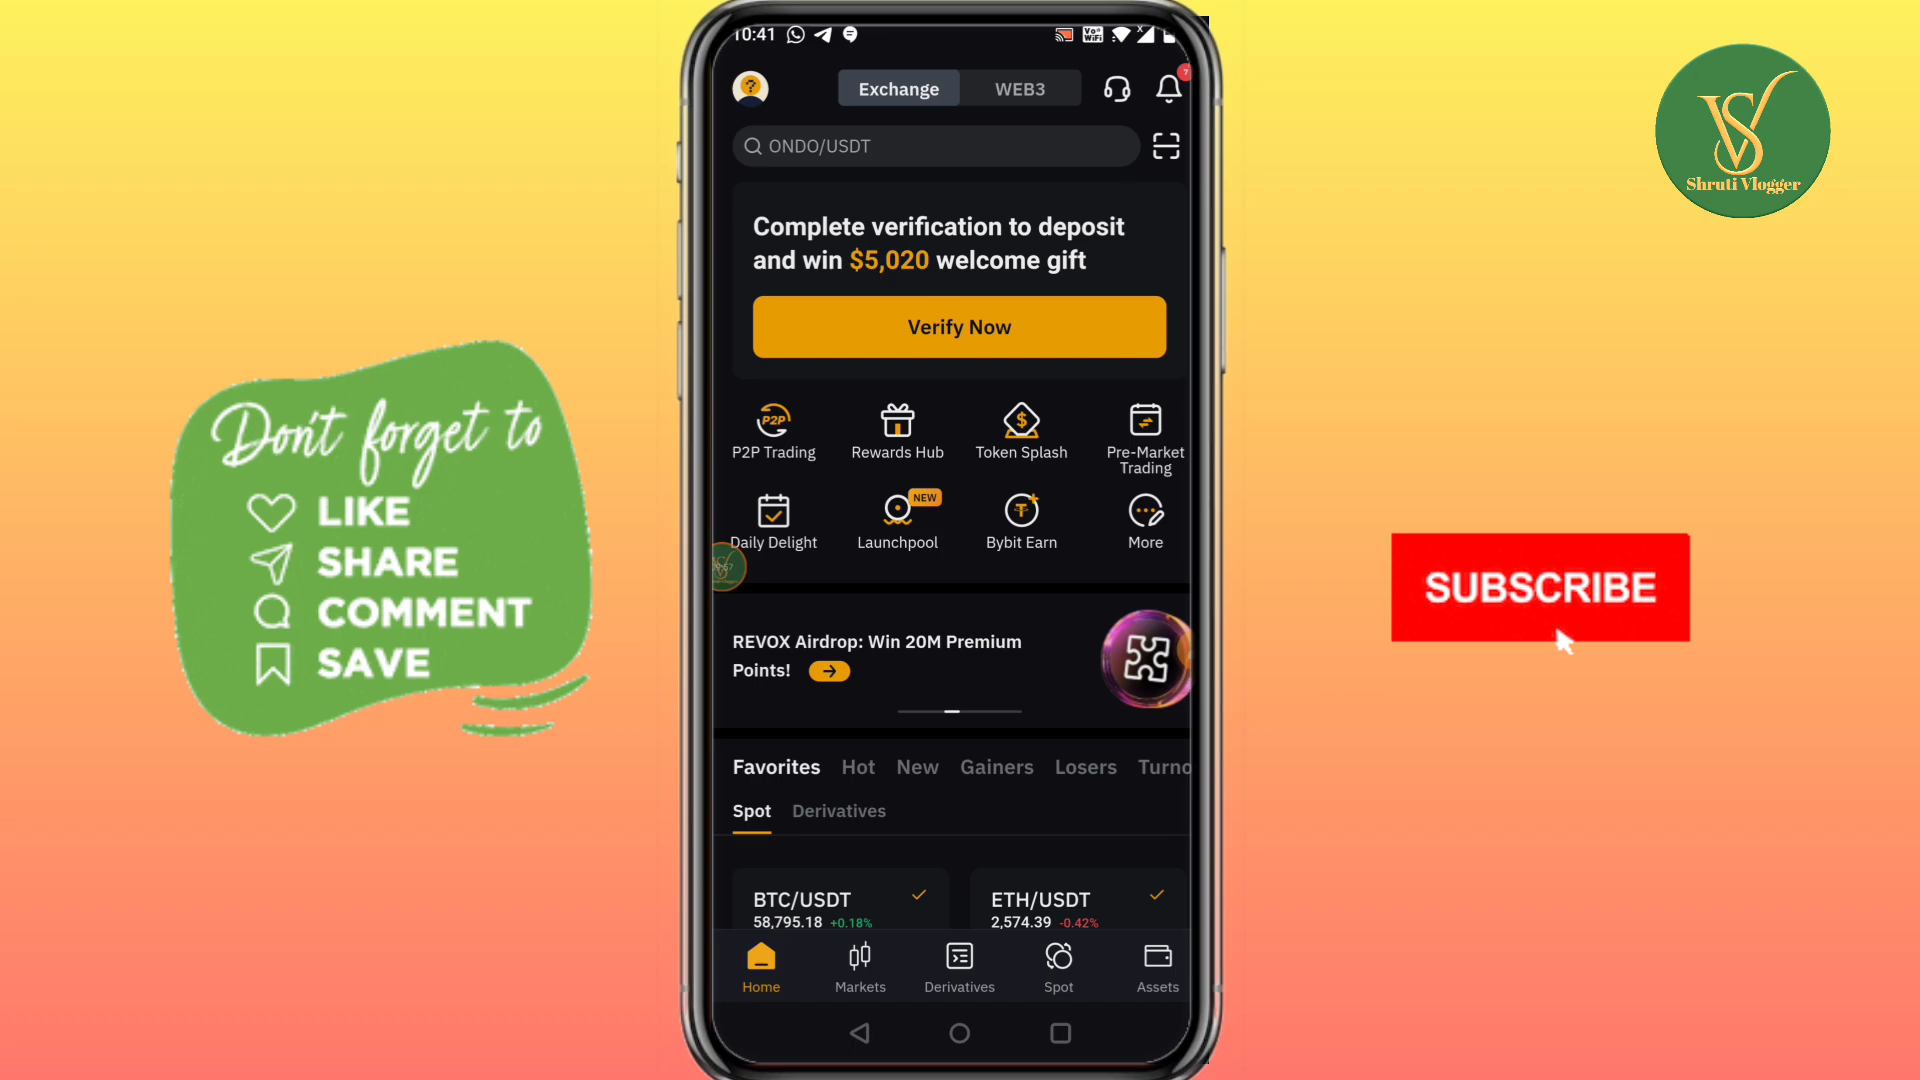 10:41
Vo
WiFi
x
7
Exchange
WEB3
ONDO/USDT
Complete verification to deposit
and win $5,020 welcome gift
Verify Now
P2P
P2P Trading
Rewards Hub
Token Splash
Pre-Market
Trading
NEW
Daily Delight
Launchpool
Bybit Earn
More
REVOX Airdrop: Win 20M Premium
Points!
Favorites
Hot
New
Gainers
Losers
Turno
Spot
Derivatives
BTC/USDT
58,795.18 +0.18%
ETH/USDT
2,574.39 -0.42%
Home
Markets
Derivatives
Spot
Assets
Don't forget to
LIKE
SHARE
COMMENT
SAVE
VS
Shruti Vlogger
SUBSCRIBE